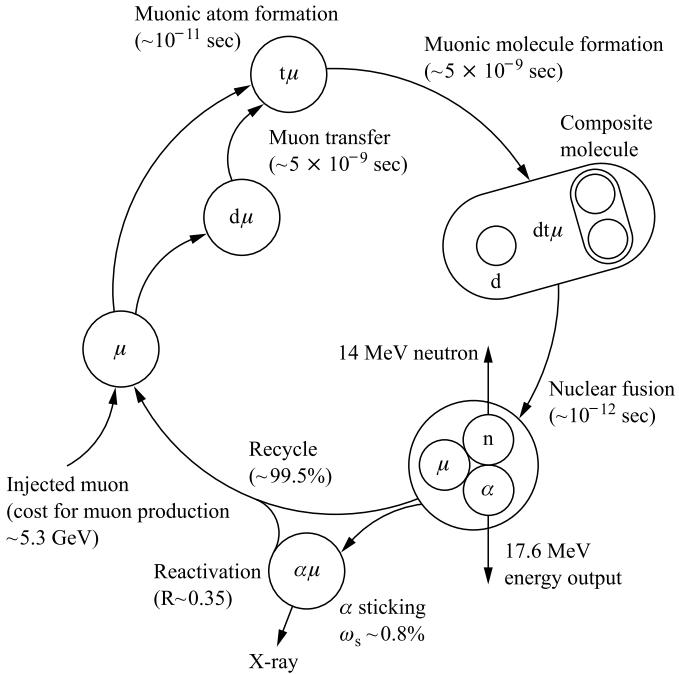 Muonic atom formation
(~10⁻¹¹ sec)
tμ
Muonic molecule formation
(~5 × 10⁻⁹ sec)
Muon transfer
(~5 × 10⁻⁹ sec)
Composite
molecule
dμ
dtμ
d
μ
14 MeV neutron
Nuclear fusion
(~10⁻¹² sec)
n
μ
α
Recycle
(~99.5%)
Injected muon
(cost for muon production
~5.3 GeV)
17.6 MeV
energy output
Reactivation
(R~0.35)
αμ
α sticking
ωₛ ~0.8%
X-ray